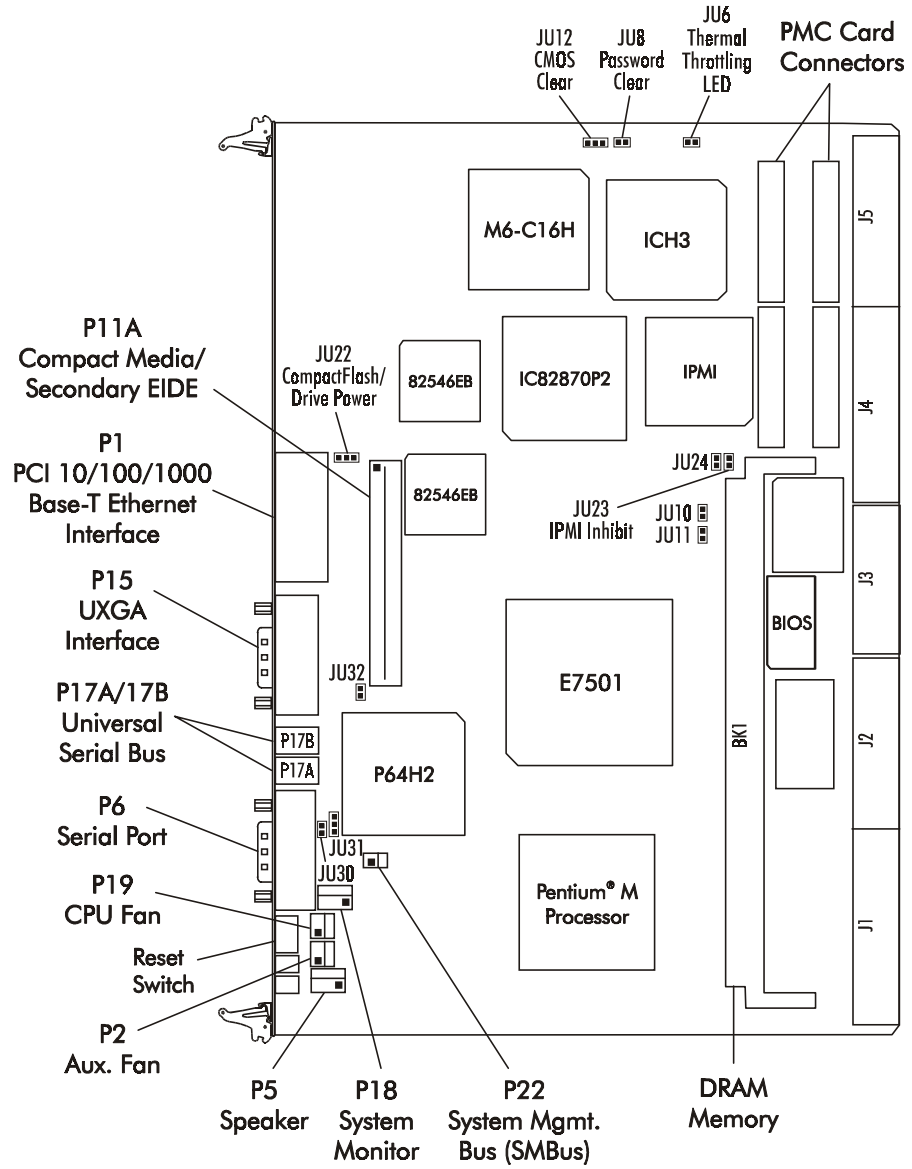 JU12
CMOS
Clear
JU8
Password
Clear
JU6
Thermal
Throttling
LED
PMC Card
Connectors
M6-C16H
ICH3
J5
P11A
Compact Media/
Secondary EIDE
JU22
CompactFlash/
Drive Power
82546EB
IC82870P2
IPMI
J4
P1
PCI 10/100/1000
Base-T Ethernet
Interface
82546EB
JU24
JU23
IPMI Inhibit
JU10
JU11
J3
P15
UXGA
Interface
BIOS
JU32
E7501
P17A/17B
Universal
Serial Bus
P17B
P17A
P64H2
BK1
J2
P6
Serial Port
JU31
JU30
P19
CPU Fan
Pentium® M
Processor
J1
Reset
Switch
P2
Aux. Fan
P5
Speaker
P18
System
Monitor
P22
System Mgmt.
Bus (SMBus)
DRAM
Memory